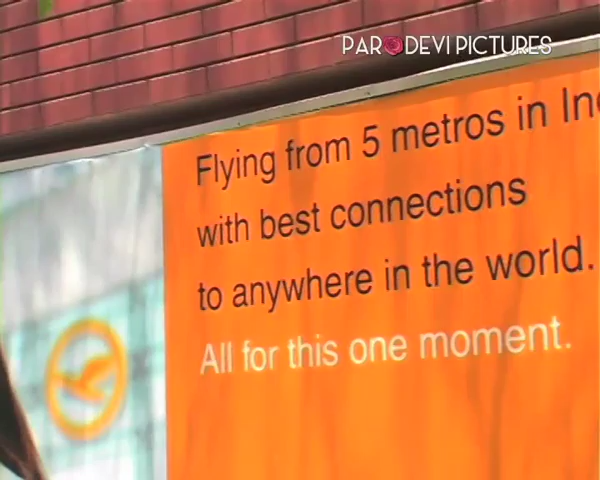 PARODEVI PICTURES
Flying from 5 metros in In
with best connections
to anywhere in the world.
All for this one moment.